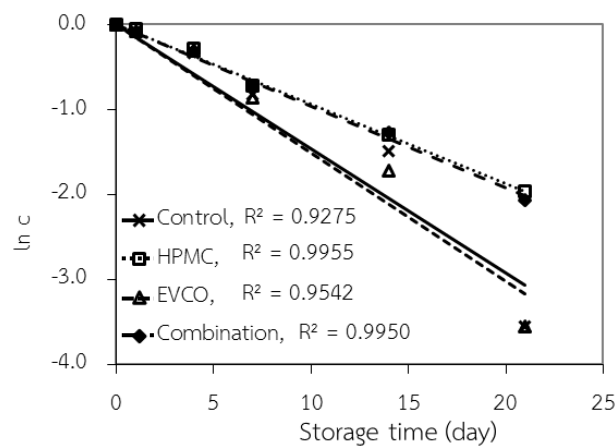 0.0
-1.0
-2.0
-3.0
-4.0
ln c
Control, R² = 0.9275
HPMC, R² = 0.9955
EVCO, R² = 0.9542
Combination, R² = 0.9950
0 5 10 15 20 25
Storage time (day)